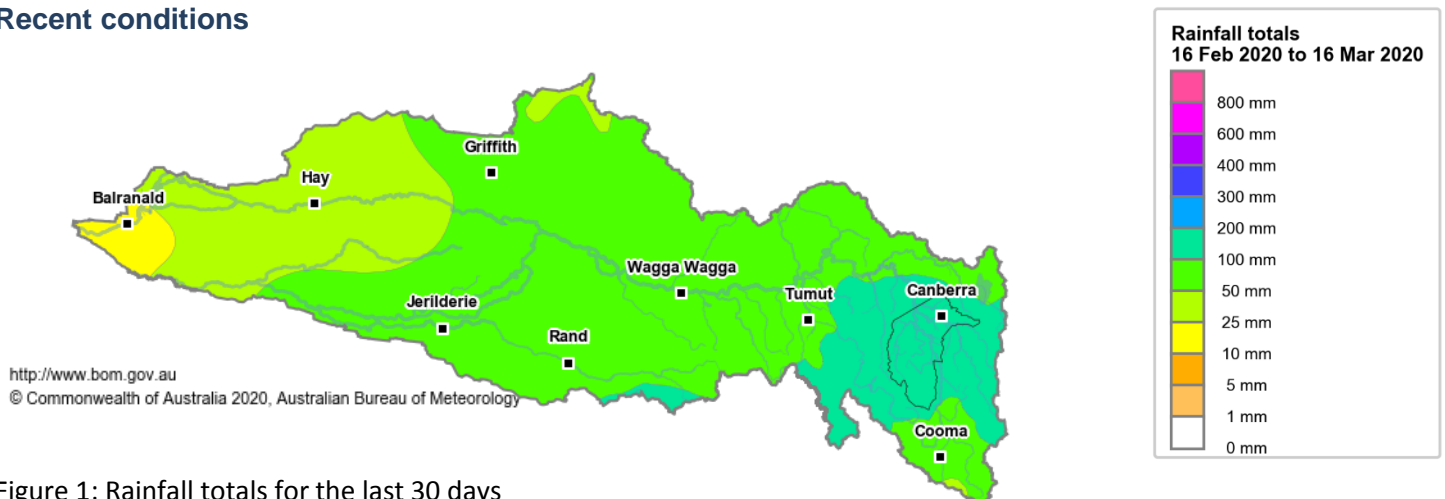 Recent conditions
Rainfall totals
16 Feb 2020 to 16 Mar 2020
800 mm
600 mm
400 mm
300 mm
200 mm
100 mm
50 mm
25 mm
10 mm
5 mm
1 mm
0 mm
Griffith
Hay
Balranald
Wagga Wagga
Tumut
Canberra
Jerilderie
Rand
Cooma
http://www.bom.gov.au
© Commonwealth of Australia 2020, Australian Bureau of Meteorology
Figure 1: Rainfall totals for the last 30 days